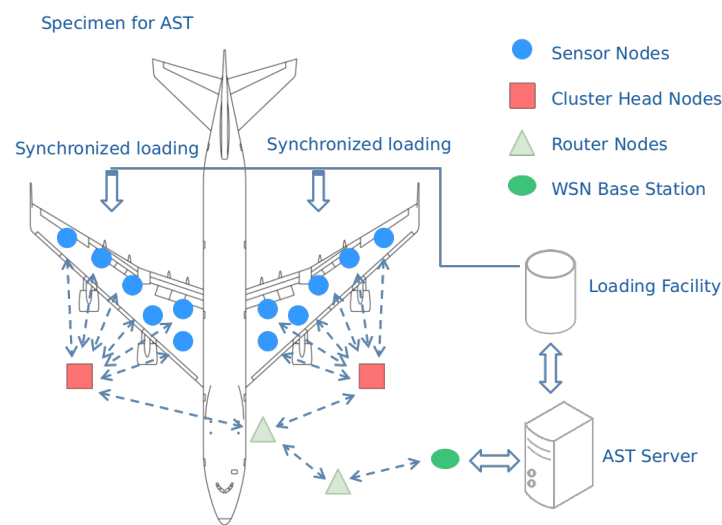 Specimen for AST
Sensor Nodes
Cluster Head Nodes
Synchronized loading
Synchronized loading
Router Nodes
WSN Base Station
Loading Facility
AST Server